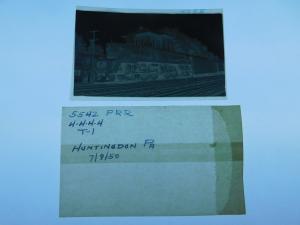 5542 PRR
4-4-4-4
T-1
HUNTINGDON PA
7/9/50